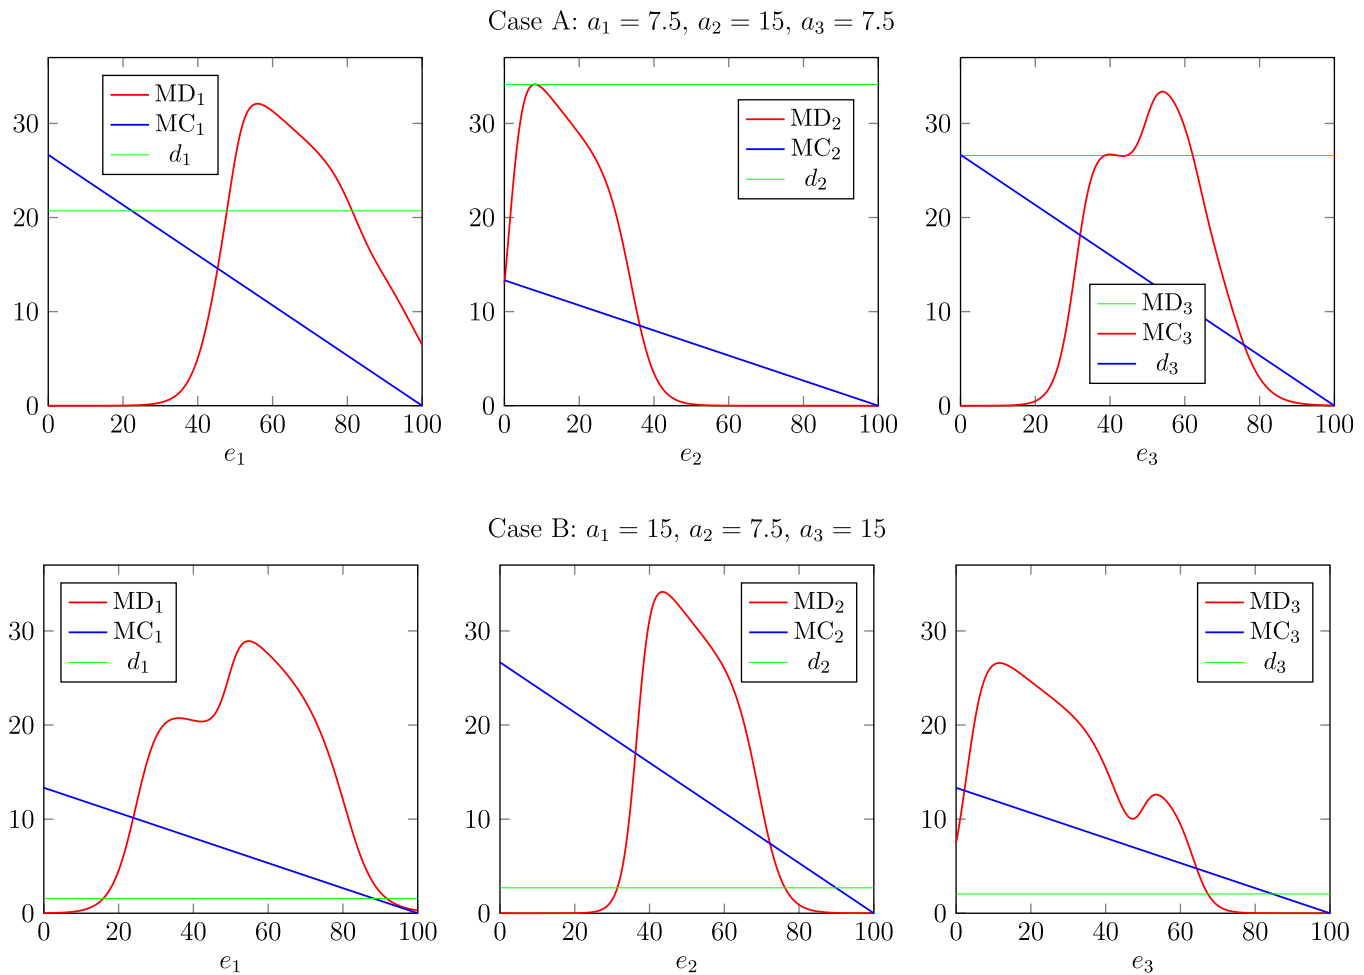 Case A: a₁ = 7.5, a₂ = 15, a₃ = 7.5
30
20
10
0
0 20 40 60 80 100
e₁
MD₁
MC₁
d₁
30
20
10
0
0 20 40 60 80 100
e₂
MD₂
MC₂
d₂
30
20
10
0
0 20 40 60 80 100
e₃
MD₃
MC₃
d₃
Case B: a₁ = 15, a₂ = 7.5, a₃ = 15
30
20
10
0
0 20 40 60 80 100
e₁
MD₁
MC₁
d₁
30
20
10
0
0 20 40 60 80 100
e₂
MD₂
MC₂
d₂
30
20
10
0
0 20 40 60 80 100
e₃
MD₃
MC₃
d₃